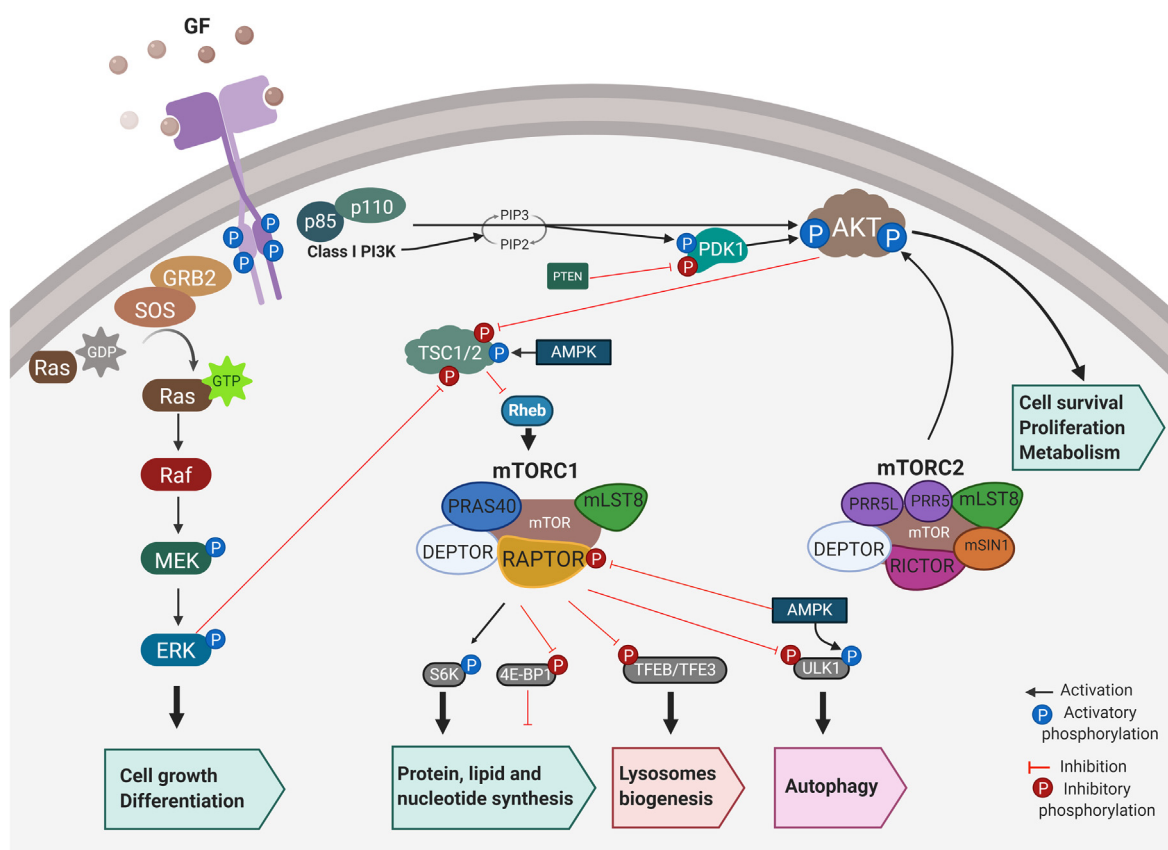 GF
p85
p110
Class I PI3K
PIP3
PIP2
PTEN
P
P
PDK1
P
AKT
P
P
P
P
P
GRB2
SOS
Ras
GDP
Ras
GTP
Raf
MEK
P
ERK
P
Cell growth
Differentiation
TSC1/2
P
P
P
AMPK
Rheb
mTORC1
PRAS40
mLST8
mTOR
DEPTOR
RAPTOR
P
S6K
P
4E-BP1
P
P
TFEB/TFE3
AMPK
P
P
ULK1
Protein, lipid and
nucleotide synthesis
Lysosomes
biogenesis
Autophagy
mTORC2
PRR5L
PRR5
mLST8
mTOR
DEPTOR
mSIN1
RICTOR
Cell survival
Proliferation
Metabolism
Activation
P Activatory
phosphorylation
Inhibition
P Inhibitory
phosphorylation